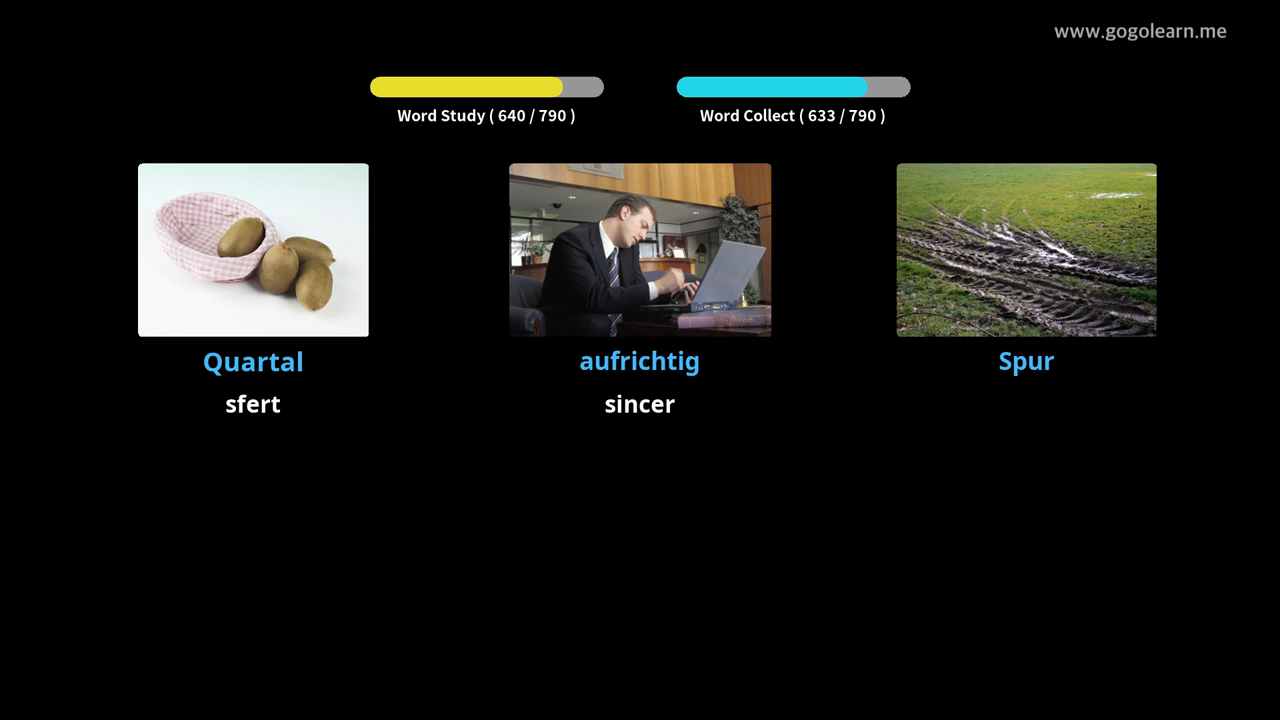 www.gogolearn.me
Word Study ( 640 / 790 )
Word Collect ( 633 / 790 )
Quartal
aufrichtig
Spur
sfert
sincer